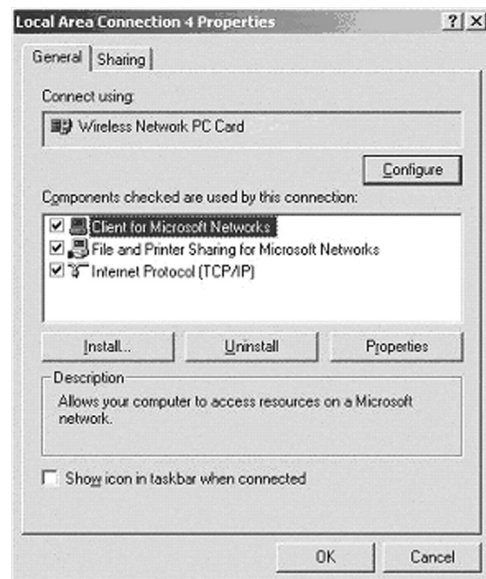 Local Area Connection 4 Properties
General Sharing
Connect using:
Wireless Network PC Card
Configure
Components checked are used by this connection:
Client for Microsoft Networks
File and Printer Sharing for Microsoft Networks
Internet Protocol (TCP/IP)
Install... Uninstall Properties
Description
Allows your computer to access resources on a Microsoft
network.
Show icon in taskbar when connected
OK Cancel